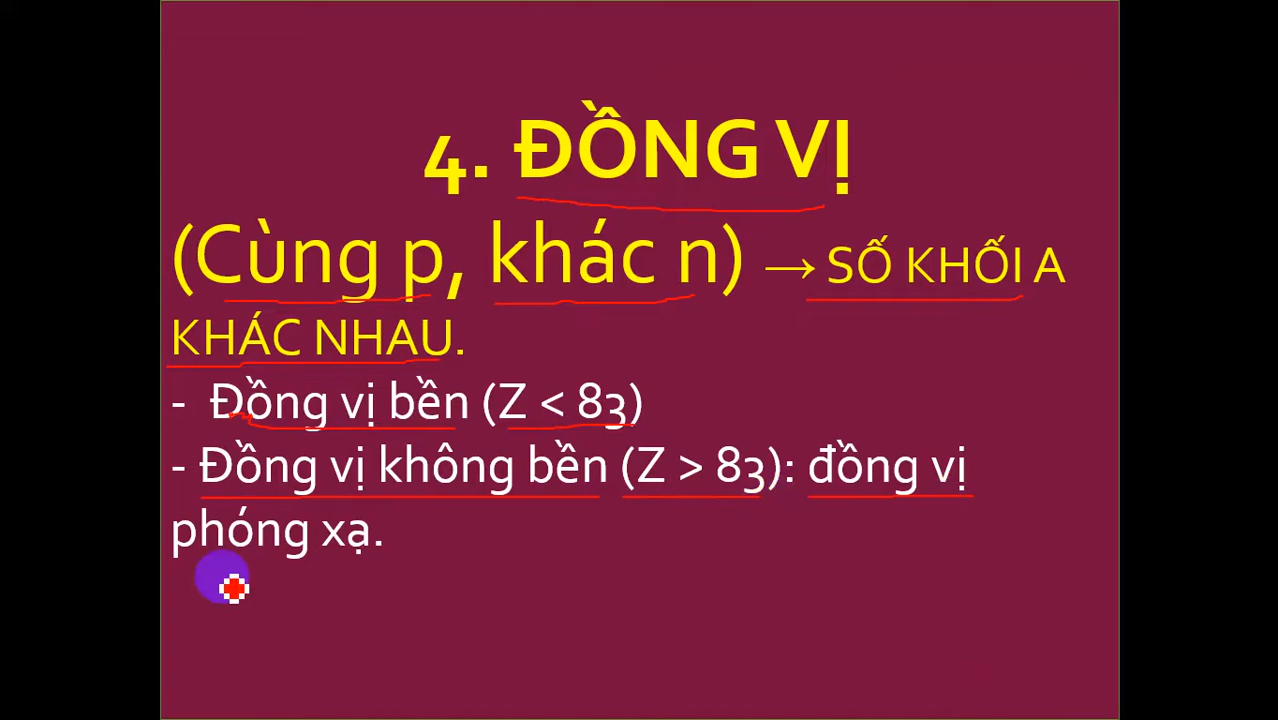 4. ĐỒNG VỊ
(Cùng p, khác n) → SỐ KHỐI A
KHÁC NHAU.
- Đồng vị bền (Z < 83)
- Đồng vị không bền (Z > 83): đồng vị
phóng xạ.